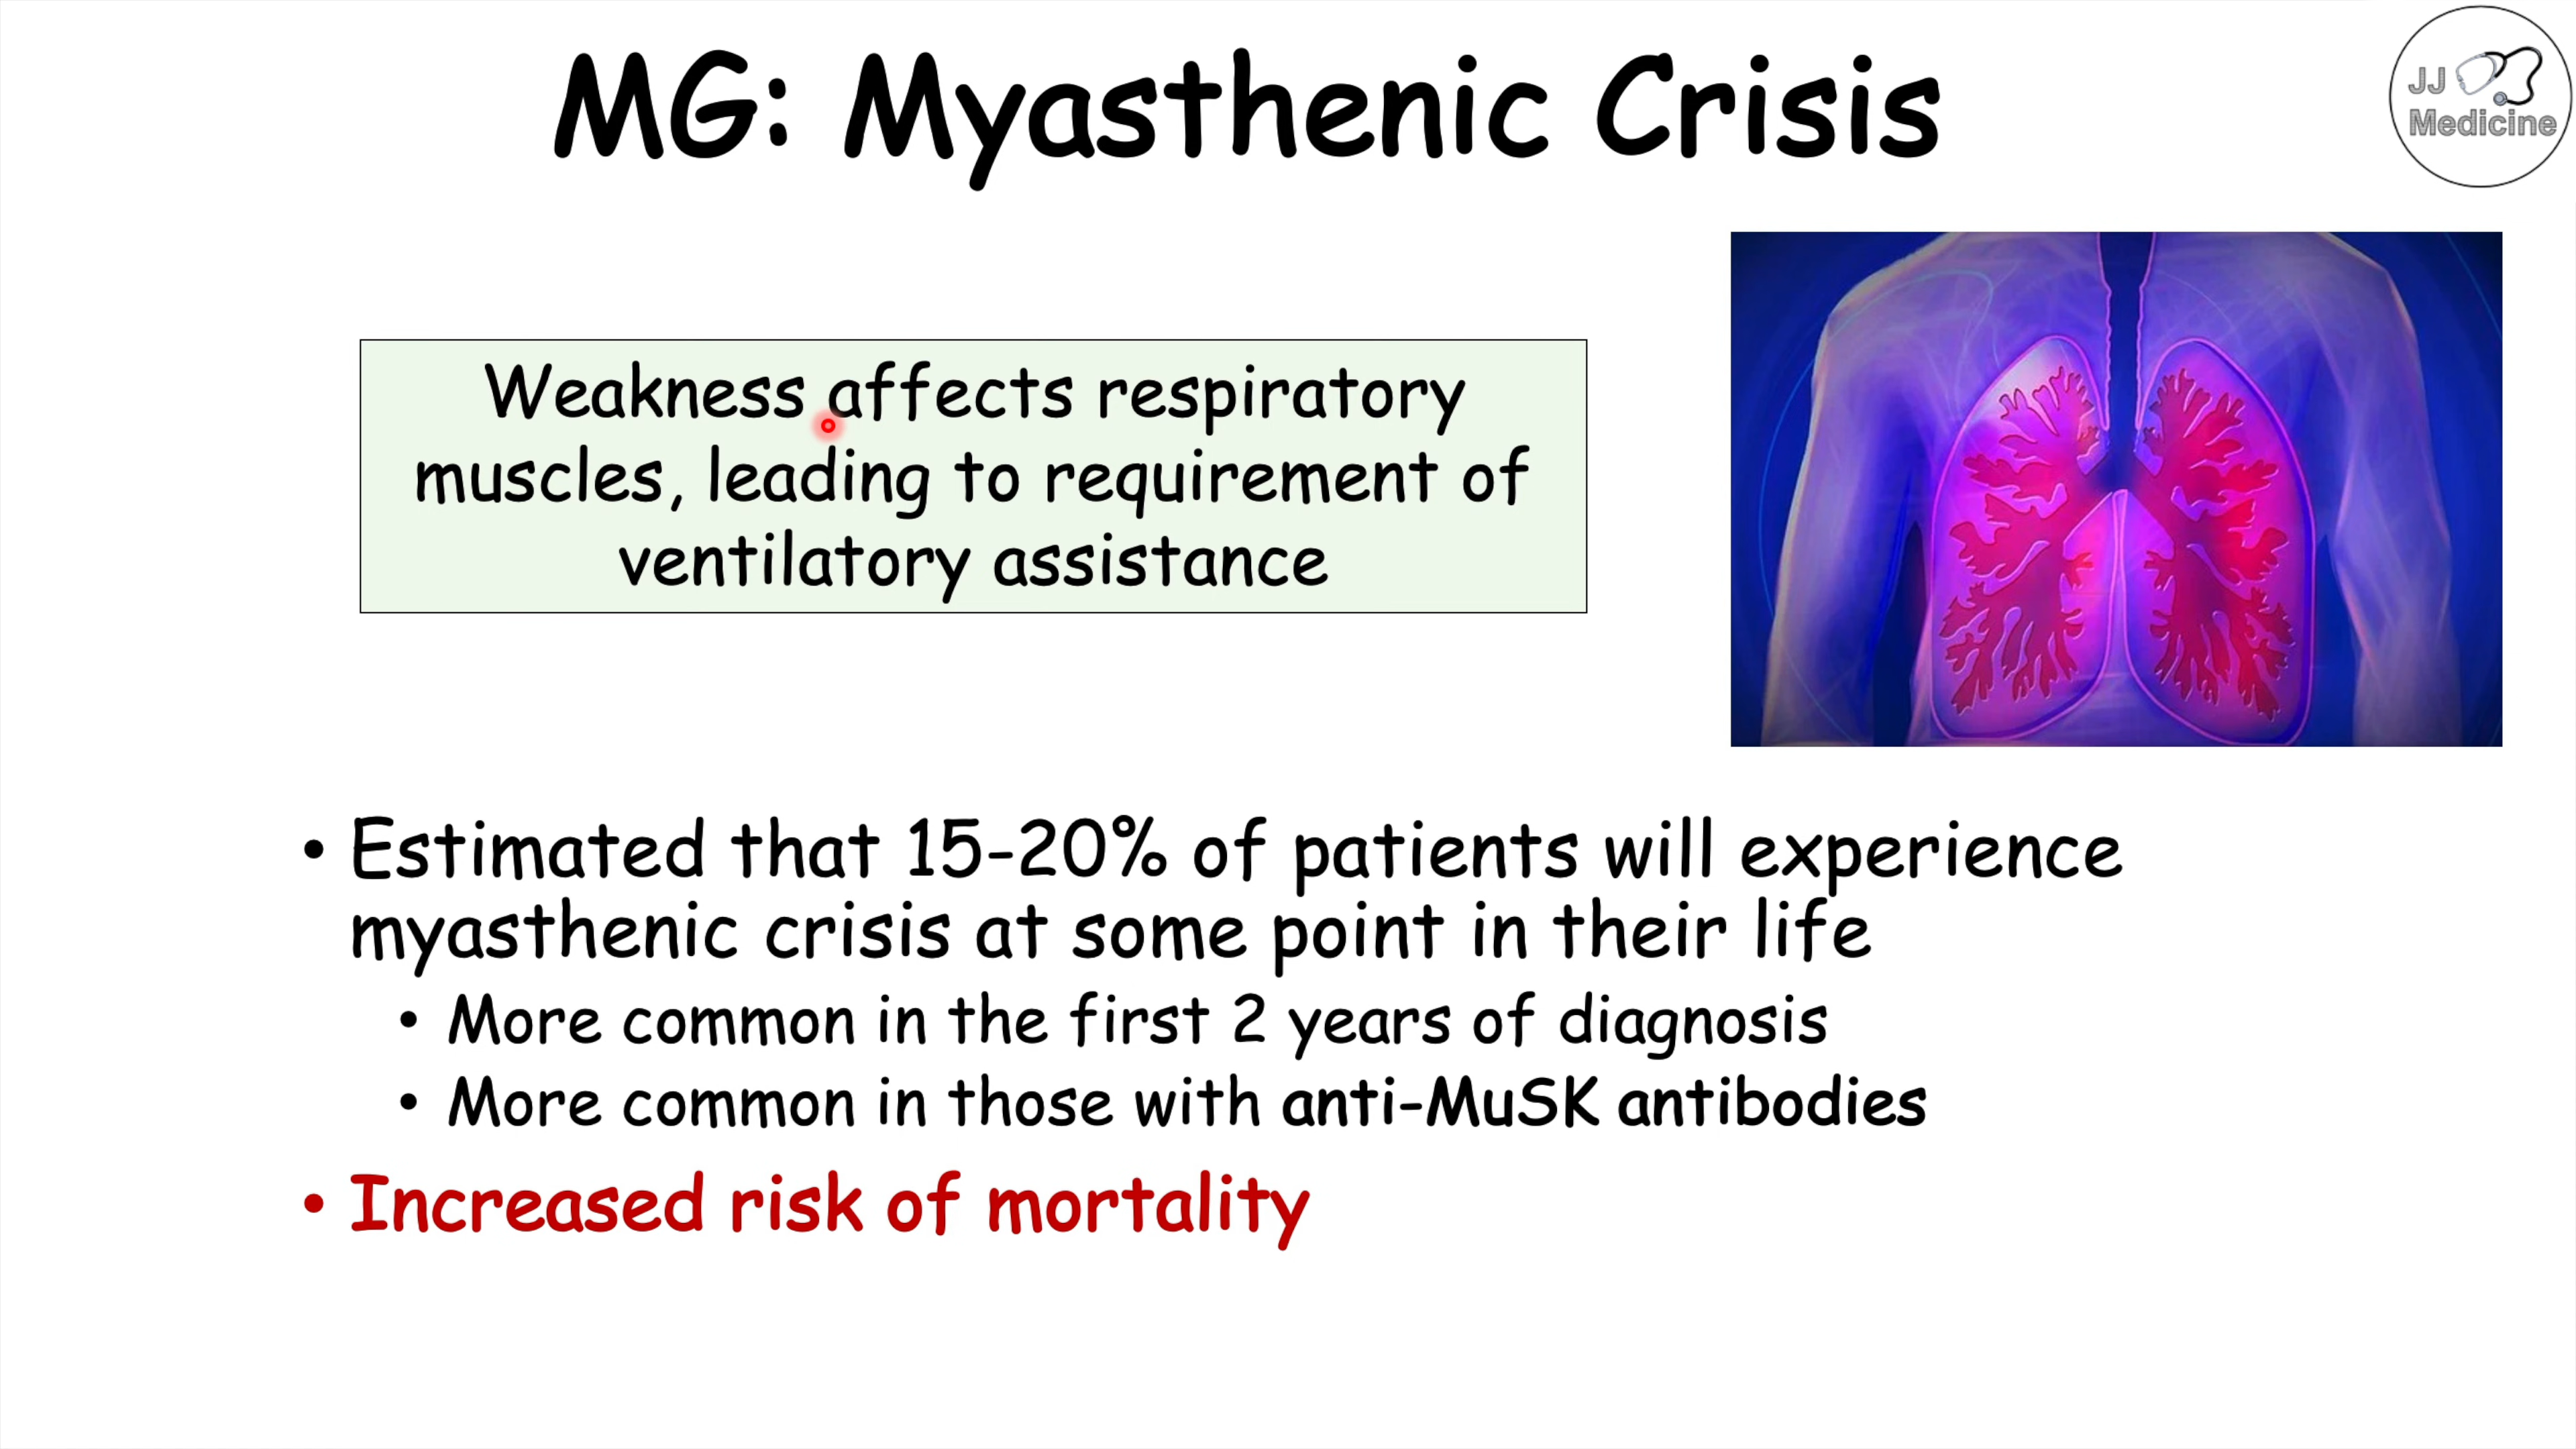 MG: Myasthenic Crisis
JJ
Medicine
Weakness affects respiratory
muscles, leading to requirement of
ventilatory assistance
• Estimated that 15-20% of patients will experience
myasthenic crisis at some point in their life
• More common in the first 2 years of diagnosis
• More common in those with anti-MuSK antibodies
• Increased risk of mortality